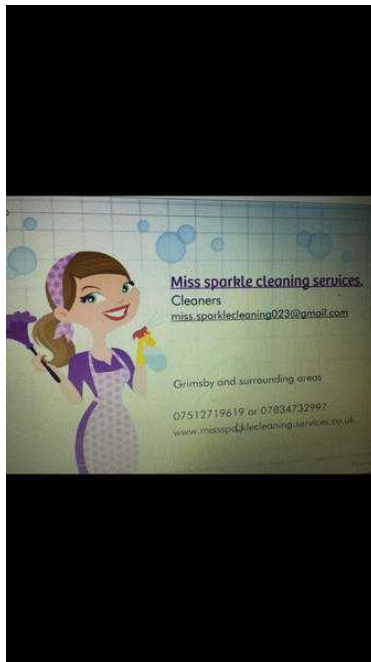 Miss sparkle cleaning services.
Cleaners
miss.sparklecleaning023@gmail.com
Grimsby and surrounding areas
07512719619 or 07834732997